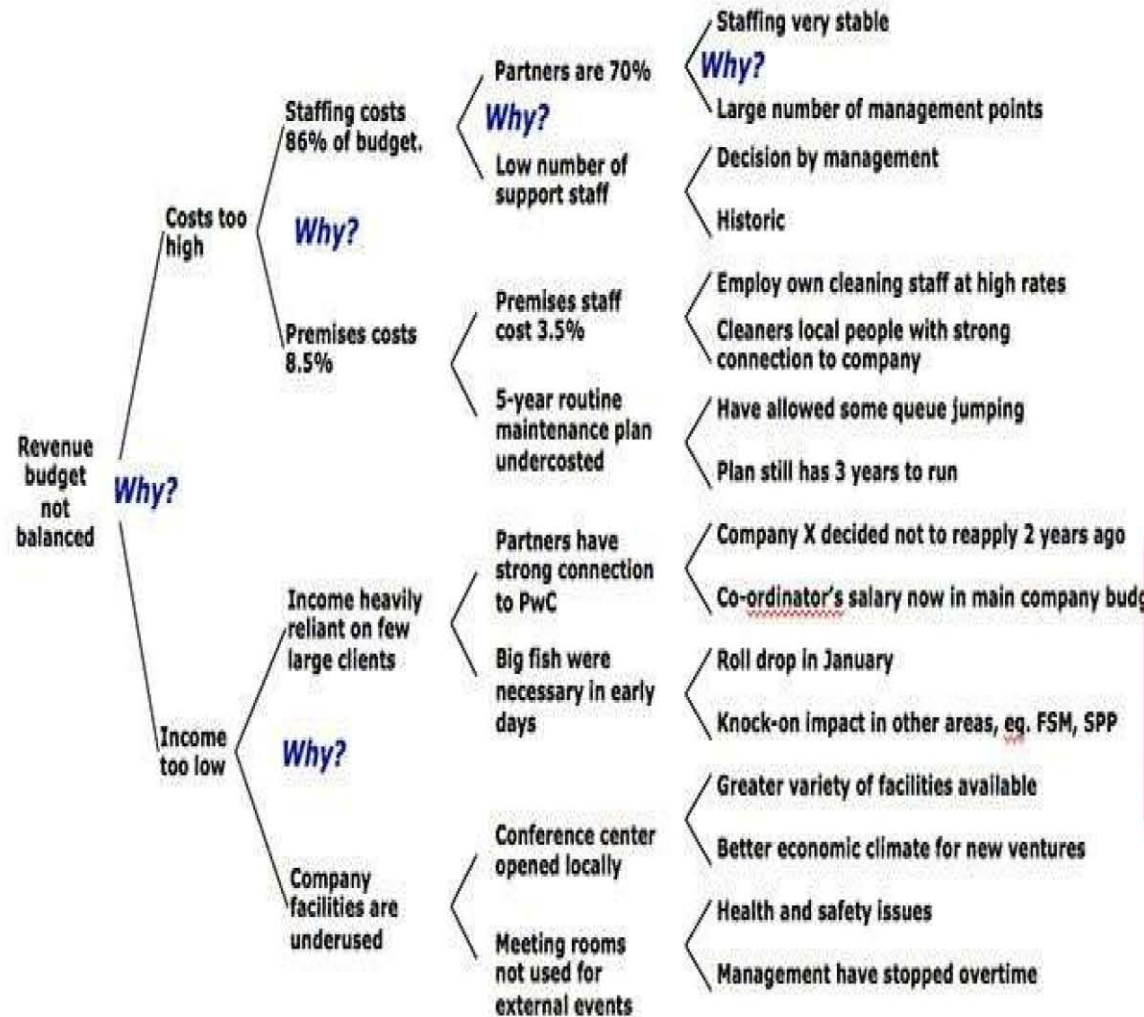 Revenue
budget
not
balanced
Why?
Costs too
high
Why?
Staffing costs
86% of budget.
Why?
Partners are 70%
Why?
Staffing very stable
Large number of management points
Low number of
support staff
Decision by management
Historic
Premises costs
8.5%
Premises staff
cost 3.5%
Employ own cleaning staff at high rates
Cleaners local people with strong
connection to company
5-year routine
maintenance plan
undercosted
Have allowed some queue jumping
Plan still has 3 years to run
Income
too low
Why?
Income heavily
reliant on few
large clients
Partners have
strong connection
to PwC
Company X decided not to reapply 2 years ago
Co-ordinator's salary now in main company budg
Big fish were
necessary in early
days
Roll drop in January
Knock-on impact in other areas, eg. FSM, SPP
Company
facilities are
underused
Conference center
opened locally
Greater variety of facilities available
Better economic climate for new ventures
Meeting rooms
not used for
external events
Health and safety issues
Management have stopped overtime